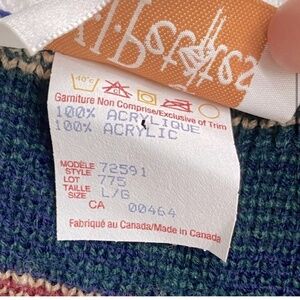 40°C
Garniture Non Comprise/Exclusive of Trim
100% ACRYLIQUE
100% ACRYLIC
MODÈLE
STYLE 72591
LOT 775
TAILLE
SIZE L/G
CA 00464
Fabriqué au Canada/Made in Canada